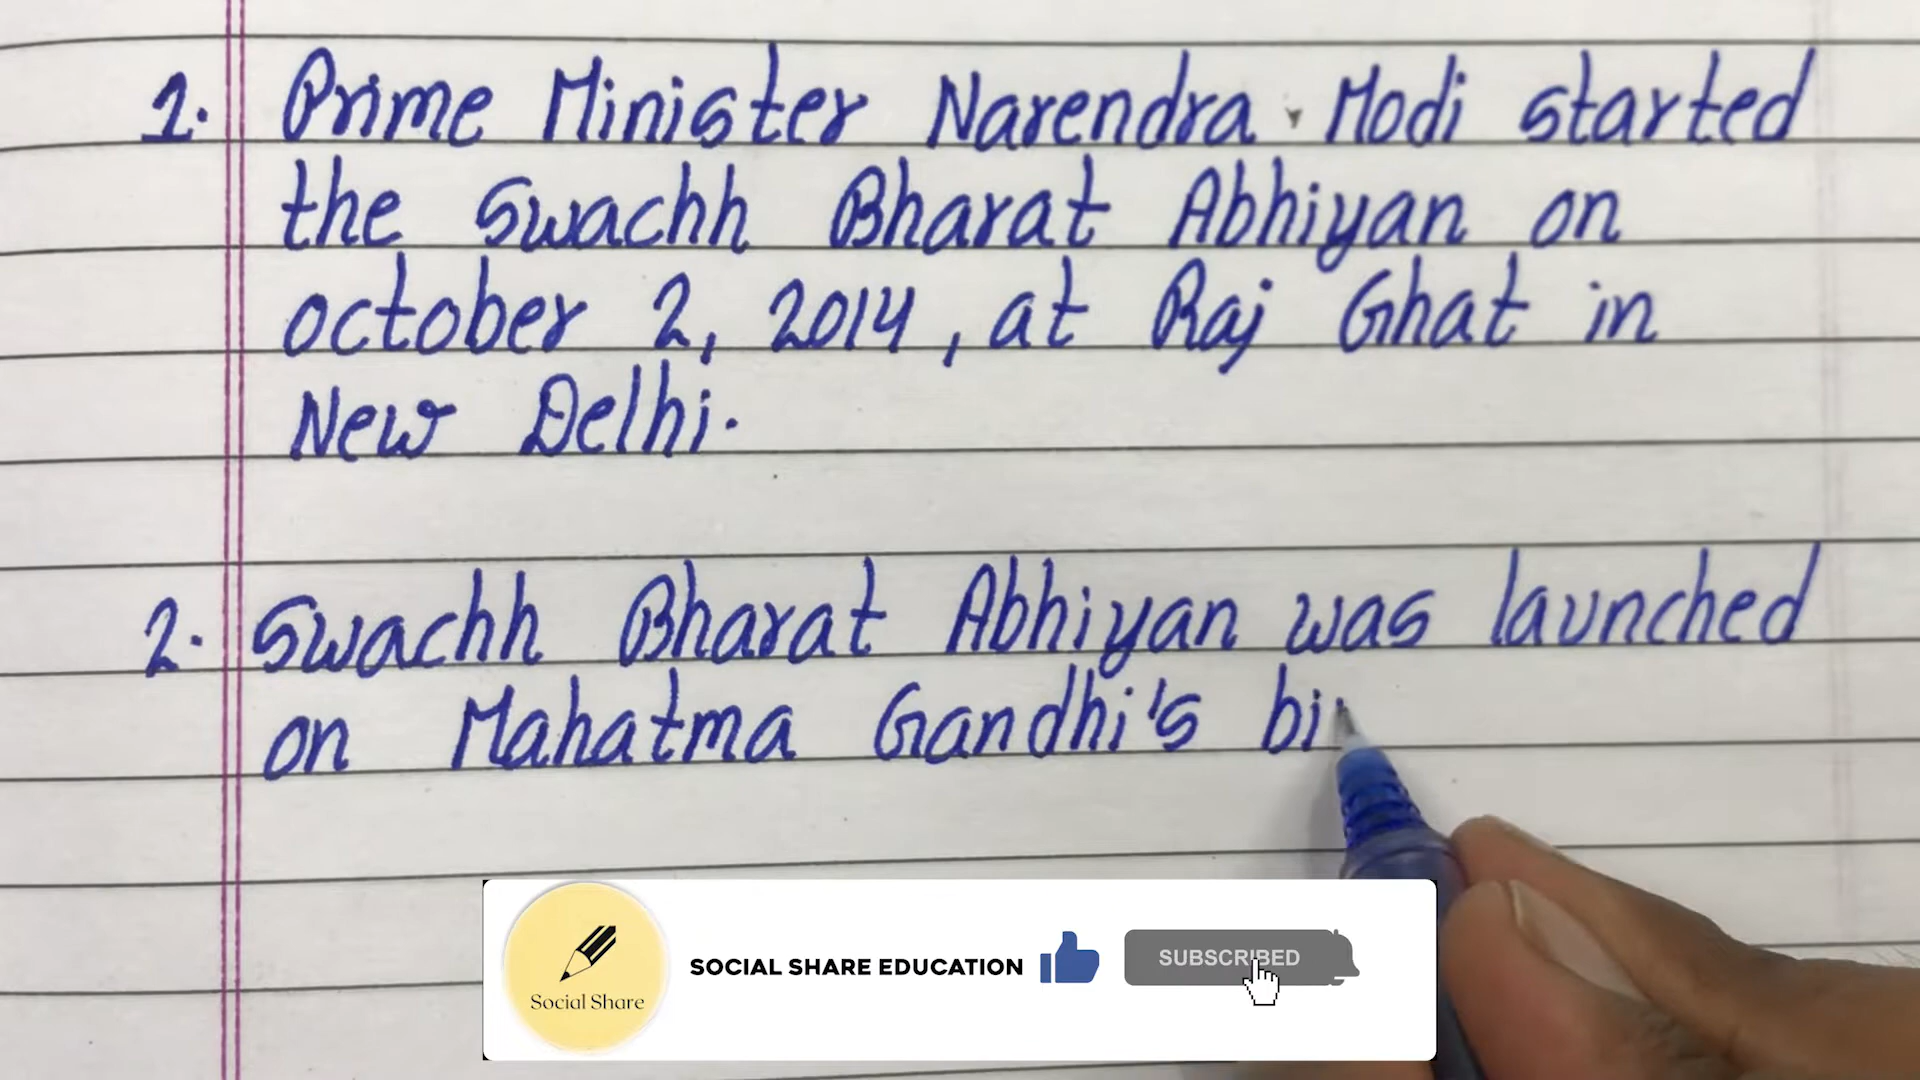 1. Prime Minister Narendra Modi started
the Swachh Bharat Abhiyan on
october 2, 2014, at Raj Ghat in
New Delhi.
2. Swachh Bharat Abhiyan was launched
on Mahatma Gandhi's bi
SOCIAL SHARE EDUCATION
SUBSCRIBED
Social Share